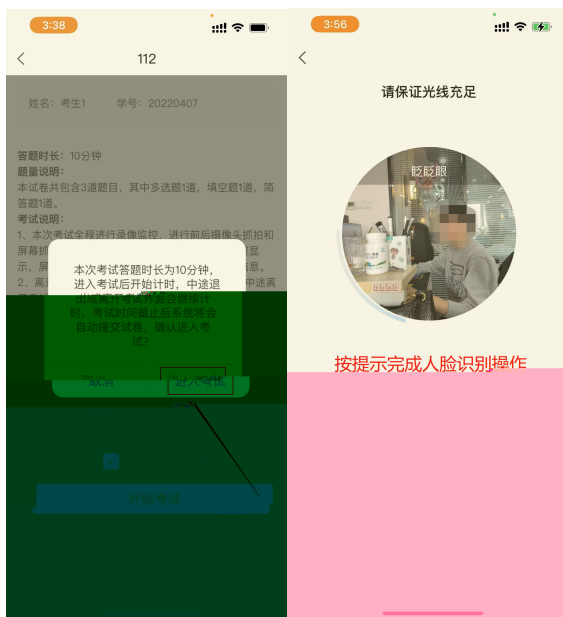 3:38
112
姓名：考生1 学号：20220407
答题时长：10分钟
题量说明：
本试卷共包含3道题目，其中多选题1道，填空题1道，简
答题1道。
考试说明：
1、本次考试全程进行录像监控，进行前后摄像头抓拍和
屏幕抓 显
示，屏 信息。
2、离 中途离
本次考试答题时长为10分钟，
进入考试后开始计时，中途退
出或离开考试界面会继续计
时，考试时间截止后系统将会
自动提交试卷，确认进入考
试？
取消 进入考试
开始考试
3:56
请保证光线充足
眨眨眼
按提示完成人脸识别操作